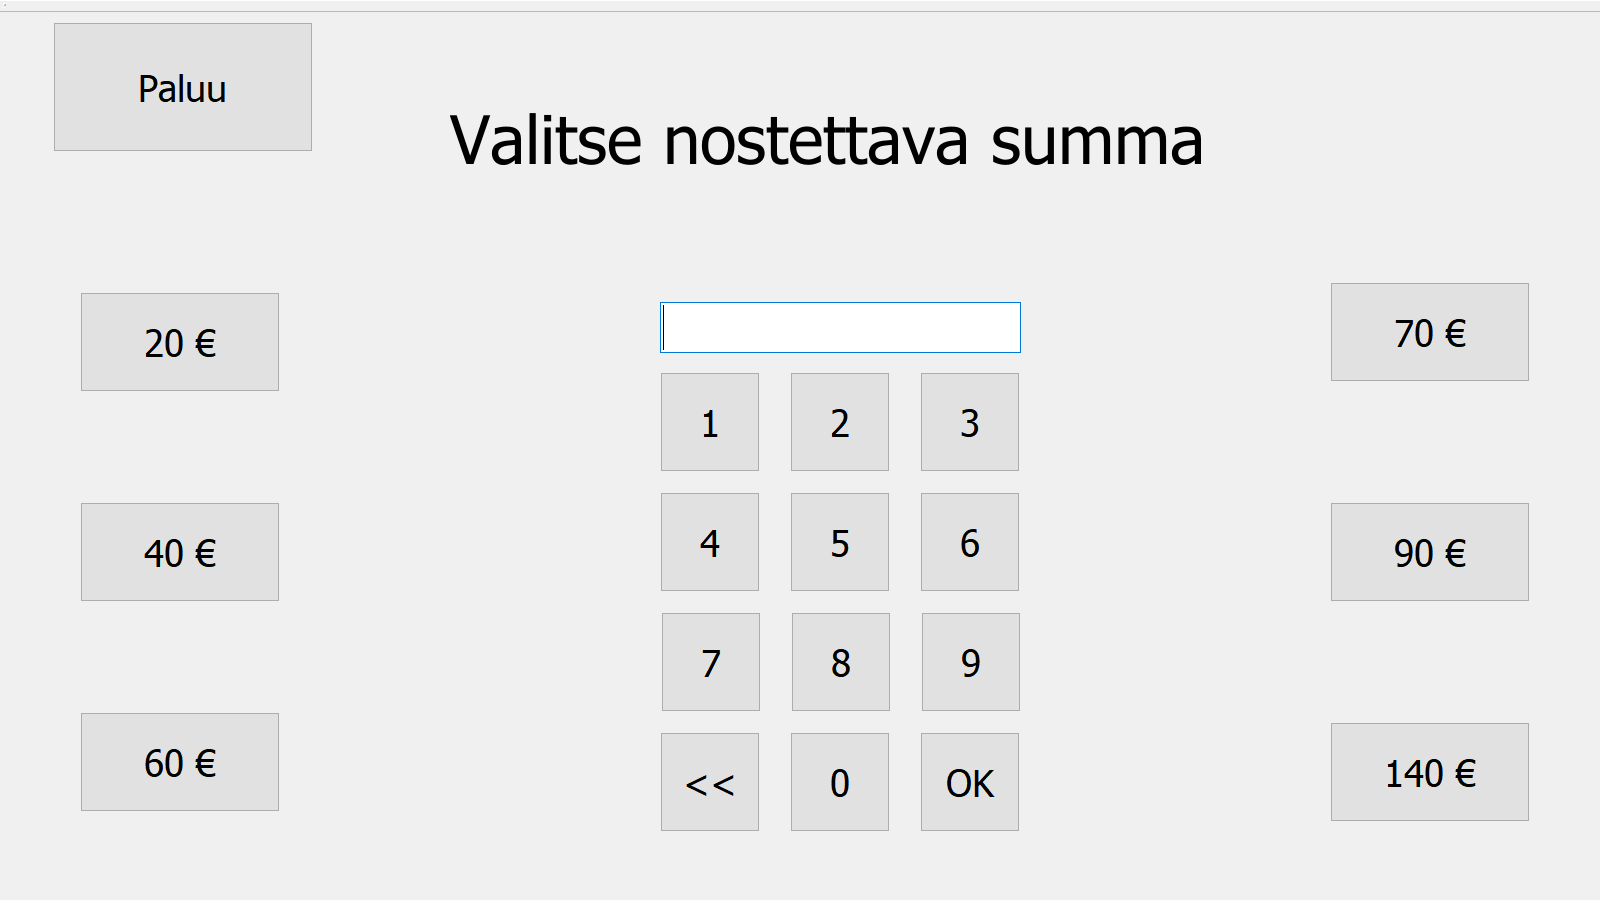 Paluu
Valitse nostettava summa
20 €
40 €
60 €
1 2 3
4 5 6
7 8 9
<< 0 OK
70 €
90 €
140 €